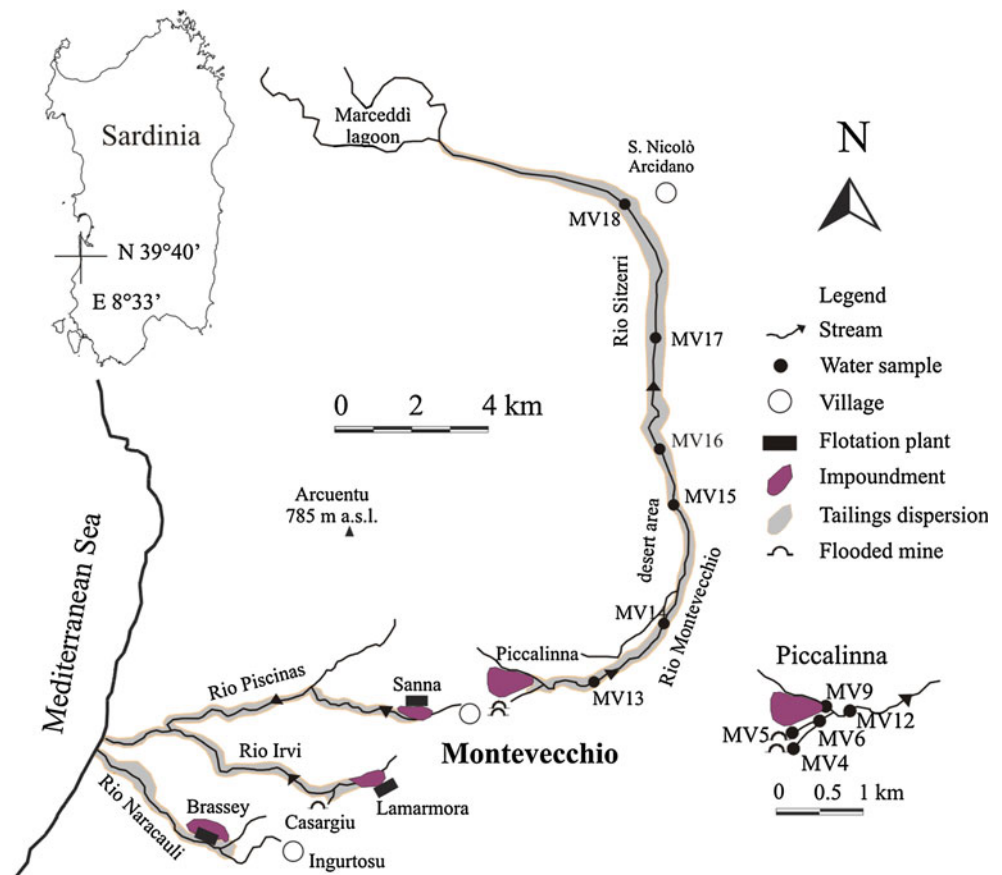 Sardinia
N 39°40’
E 8°33’
Marceddì
lagoon
S. Nicolò
Arcidano
N
MV18
Rio Sitzerri
MV17
MV16
MV15
0 2 4 km
Arcuentu
785 m a.s.l.
Legend
Stream
Water sample
Village
Flotation plant
Impoundment
Tailings dispersion
Flooded mine
Mediterranean Sea
desert area
MV14
Rio Montevecchio
Piccalinna
MV13
Rio Piscinas
Sanna
Montevecchio
Rio Irvi
Lamarmora
Casargiu
Rio Naracauli
Brassey
Ingurtosu
Piccalinna
MV9
MV12
MV5
MV6
MV4
0 0.5 1 km